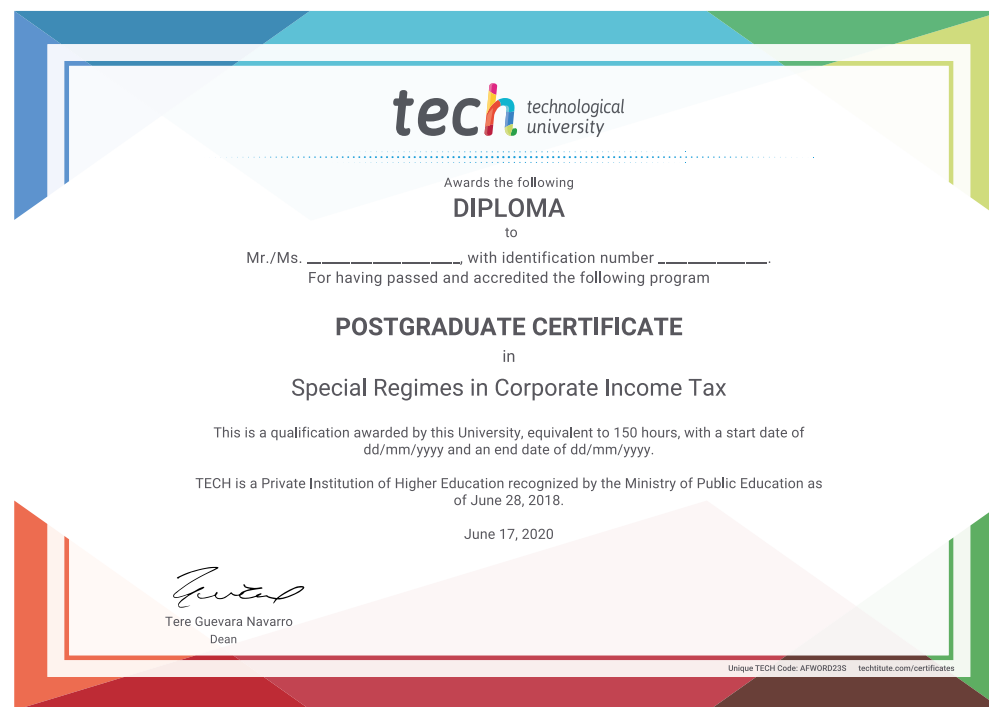 tech technological
university
Awards the following
DIPLOMA
to
Mr./Ms. ____________________, with identification number ______________.
For having passed and accredited the following program
POSTGRADUATE CERTIFICATE
in
Special Regimes in Corporate Income Tax
This is a qualification awarded by this University, equivalent to 150 hours, with a start date of
dd/mm/yyyy and an end date of dd/mm/yyyy.
TECH is a Private Institution of Higher Education recognized by the Ministry of Public Education as
of June 28, 2018.
June 17, 2020
Tere Guevara Navarro
Dean
Unique TECH Code: AFWORD23S techtitute.com/certificates